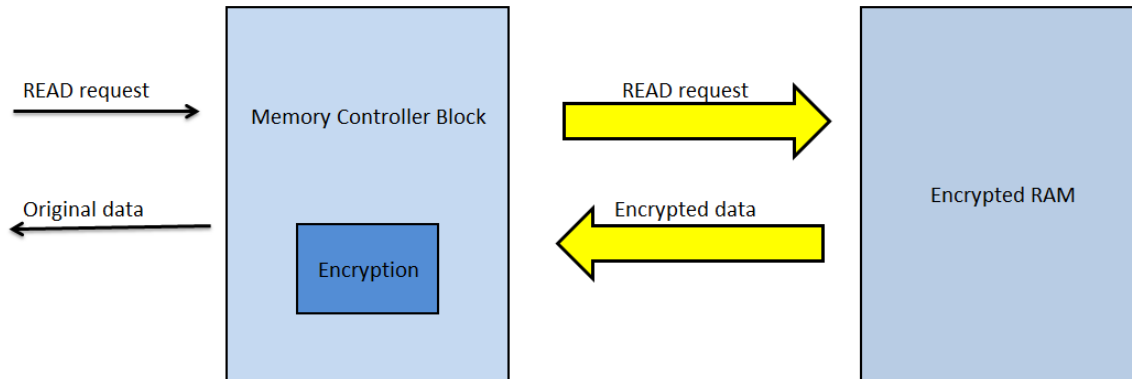 READ request
Memory Controller Block
READ request
Original data
Encrypted data
Encrypted RAM
Encryption